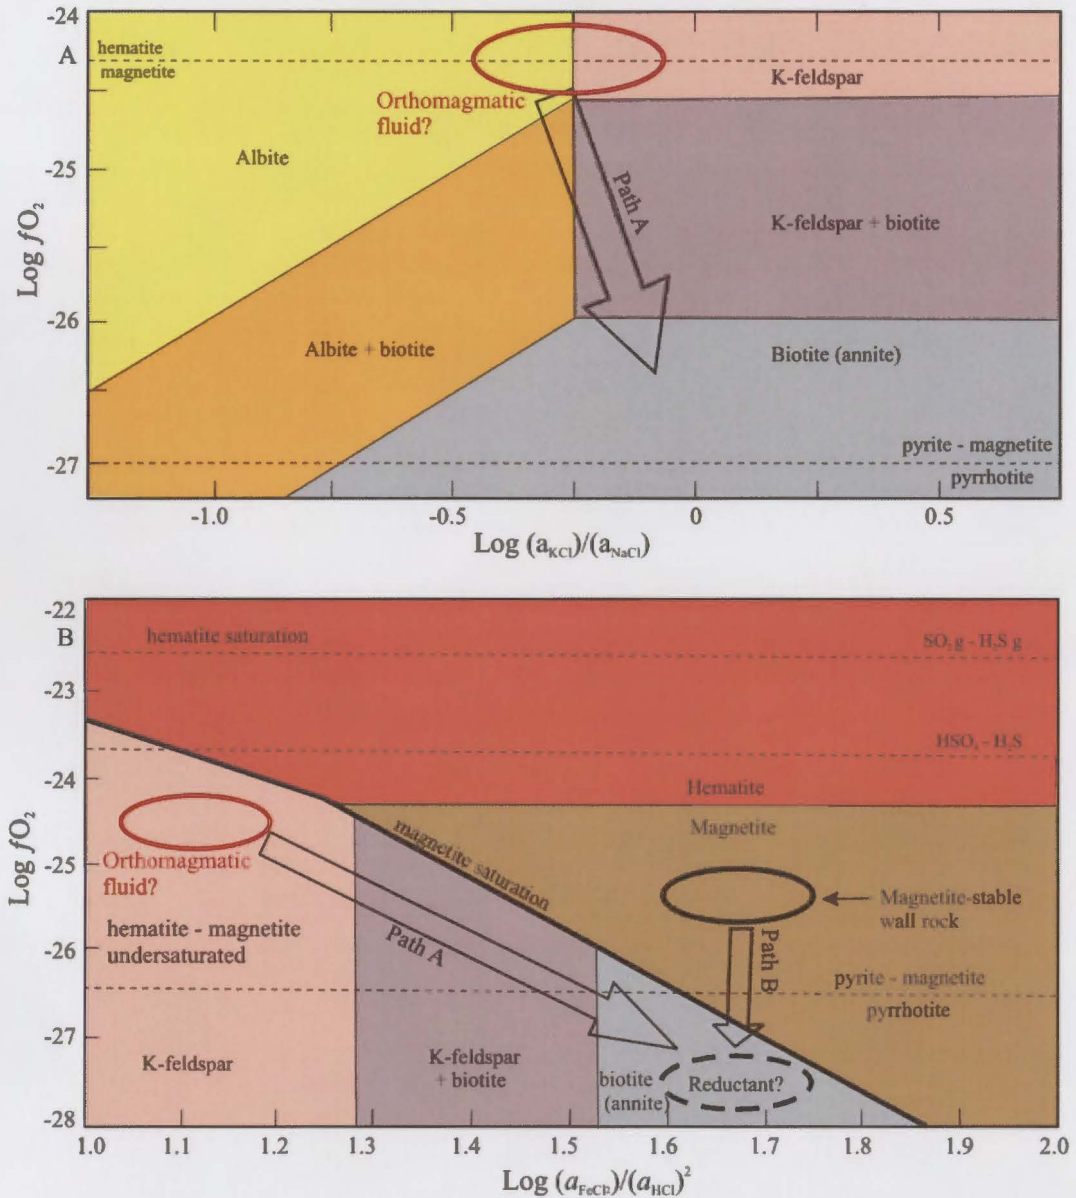 -24
A
hematite
magnetite
K-feldspar
Orthomagmatic
fluid?
Albite
-25
Path A
K-feldspar + biotite
Log fO₂
-26
Albite + biotite
Biotite (annite)
pyrite - magnetite
-27
pyrrhotite
-1.0
-0.5
0
0.5
Log (a_KCl)/(a_NaCl)
-22
B
hematite saturation
SO₂ g - H₂S g
-23
HSO₄ - H₂S
-24
Hematite
Magnetite
magnetite saturation
Log fO₂
-25
Orthomagmatic
fluid?
Magnetite-stable
wall rock
hematite - magnetite
undersaturated
Path A
Path B
-26
pyrite - magnetite
pyrrhotite
-27
K-feldspar
K-feldspar
+ biotite
biotite
(annite)
Reductant?
-28
1.0
1.1
1.2
1.3
1.4
1.5
1.6
1.7
1.8
1.9
2.0
Log (a_FeCl₂)/(a_HCl)²